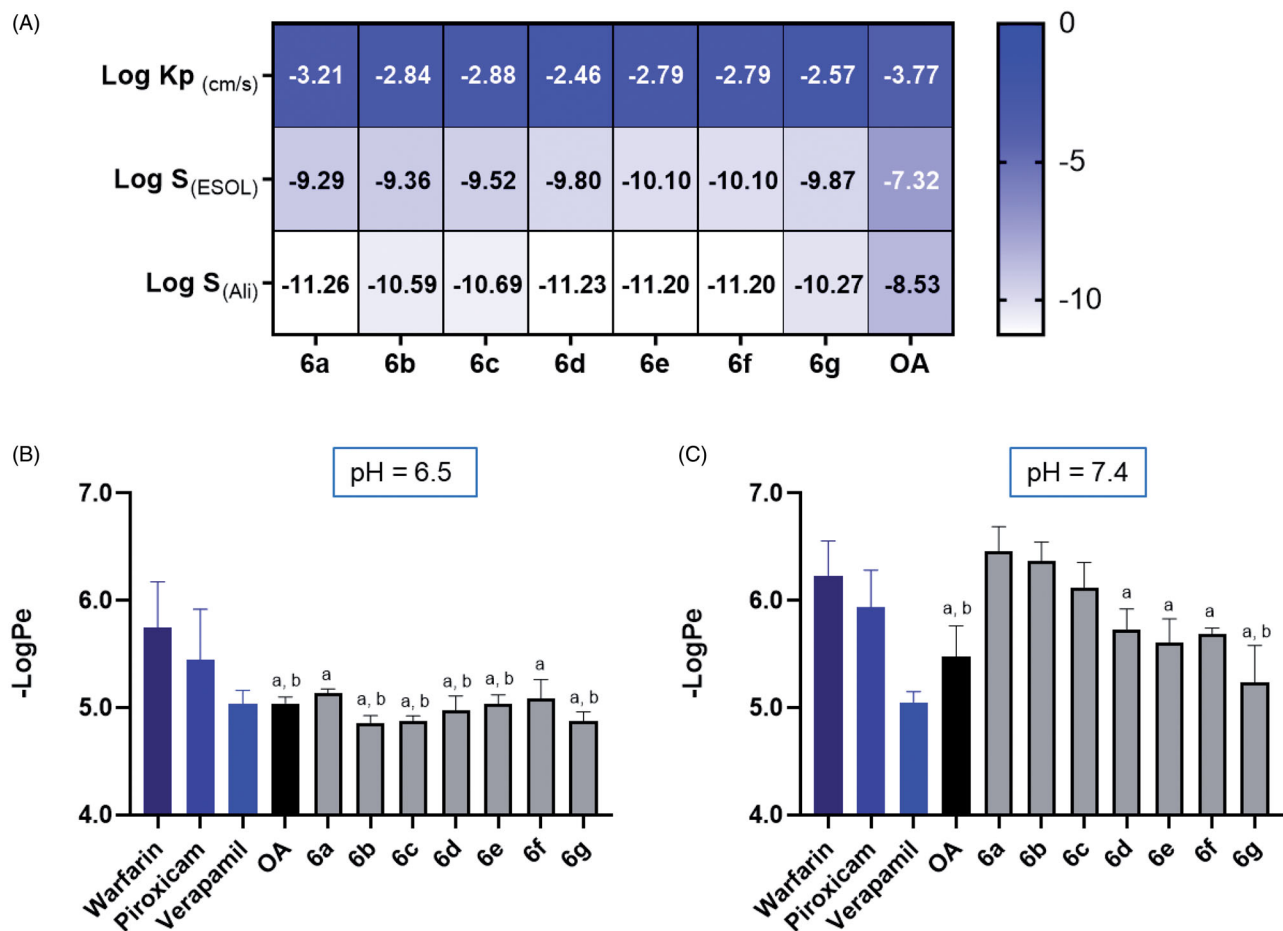 (A)
Log Kp (cm/s) -3.21 -2.84 -2.88 -2.46 -2.79 -2.79 -2.57 -3.77
Log S(ESOL) -9.29 -9.36 -9.52 -9.80 -10.10 -10.10 -9.87 -7.32
Log S(Ali) -11.26 -10.59 -10.69 -11.23 -11.20 -11.20 -10.27 -8.53
6a 6b 6c 6d 6e 6f 6g OA
0
-5
-10
(B)
pH = 6.5
-LogPe
7.0
6.0
5.0
4.0
a, b a a, b a, b a, b a, b a a, b
Warfarin Piroxicam Verapamil OA 6a 6b 6c 6d 6e 6f 6g
(C)
pH = 7.4
-LogPe
7.0
6.0
5.0
4.0
a, b a a a a, b
Warfarin Piroxicam Verapamil OA 6a 6b 6c 6d 6e 6f 6g